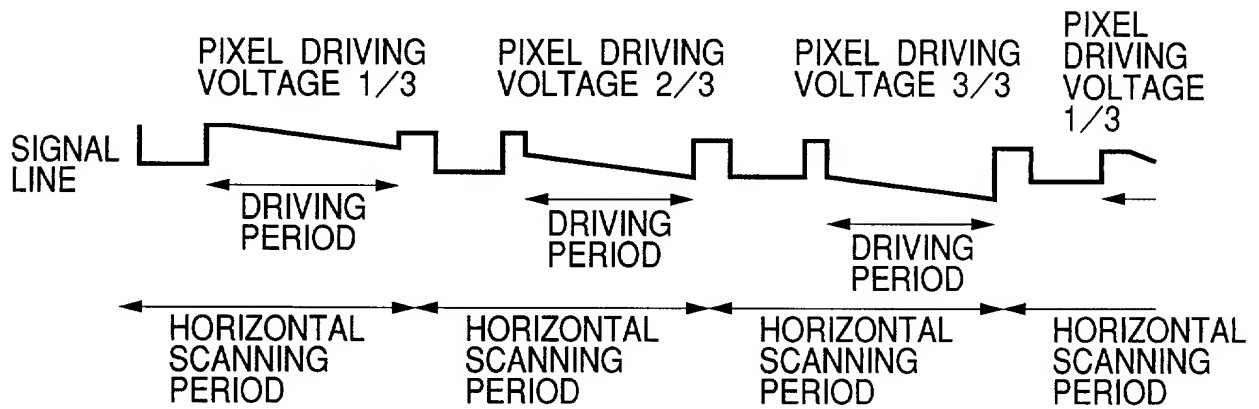 PIXEL DRIVING
VOLTAGE 1/3
PIXEL DRIVING
VOLTAGE 2/3
PIXEL DRIVING
VOLTAGE 3/3
PIXEL
DRIVING
VOLTAGE
1/3
SIGNAL
LINE
DRIVING
PERIOD
DRIVING
PERIOD
DRIVING
PERIOD
HORIZONTAL
SCANNING
PERIOD
HORIZONTAL
SCANNING
PERIOD
HORIZONTAL
SCANNING
PERIOD
HORIZONTAL
SCANNING
PERIOD